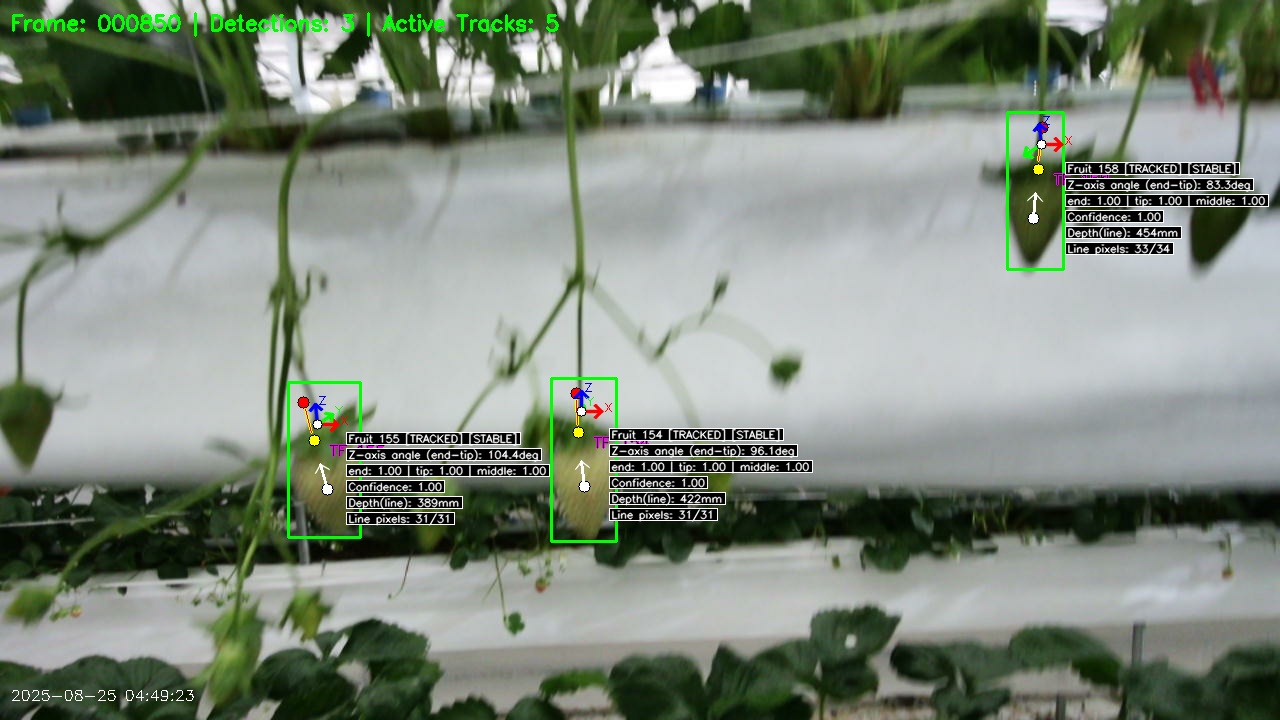 Frame: 000850 | Detections: 3 | Active Tracks: 5
Z
X
Fruit 158 [TRACKED] [STABLE]
Z-axis angle (end-tip): 83.3deg
end: 1.00 | tip: 1.00 | middle: 1.00
Confidence: 1.00
Depth(line): 454mm
Line pixels: 33/34
Z
Y
Fruit 155 [TRACKED] [STABLE]
Z-axis angle (end-tip): 104.4deg
end: 1.00 | tip: 1.00 | middle: 1.00
Confidence: 1.00
Depth(line): 389mm
Line pixels: 31/31
Z
Y
X
Fruit 154 [TRACKED] [STABLE]
Z-axis angle (end-tip): 96.1deg
end: 1.00 | tip: 1.00 | middle: 1.00
Confidence: 1.00
Depth(line): 422mm
Line pixels: 31/31
2025-08-25 04:49:23